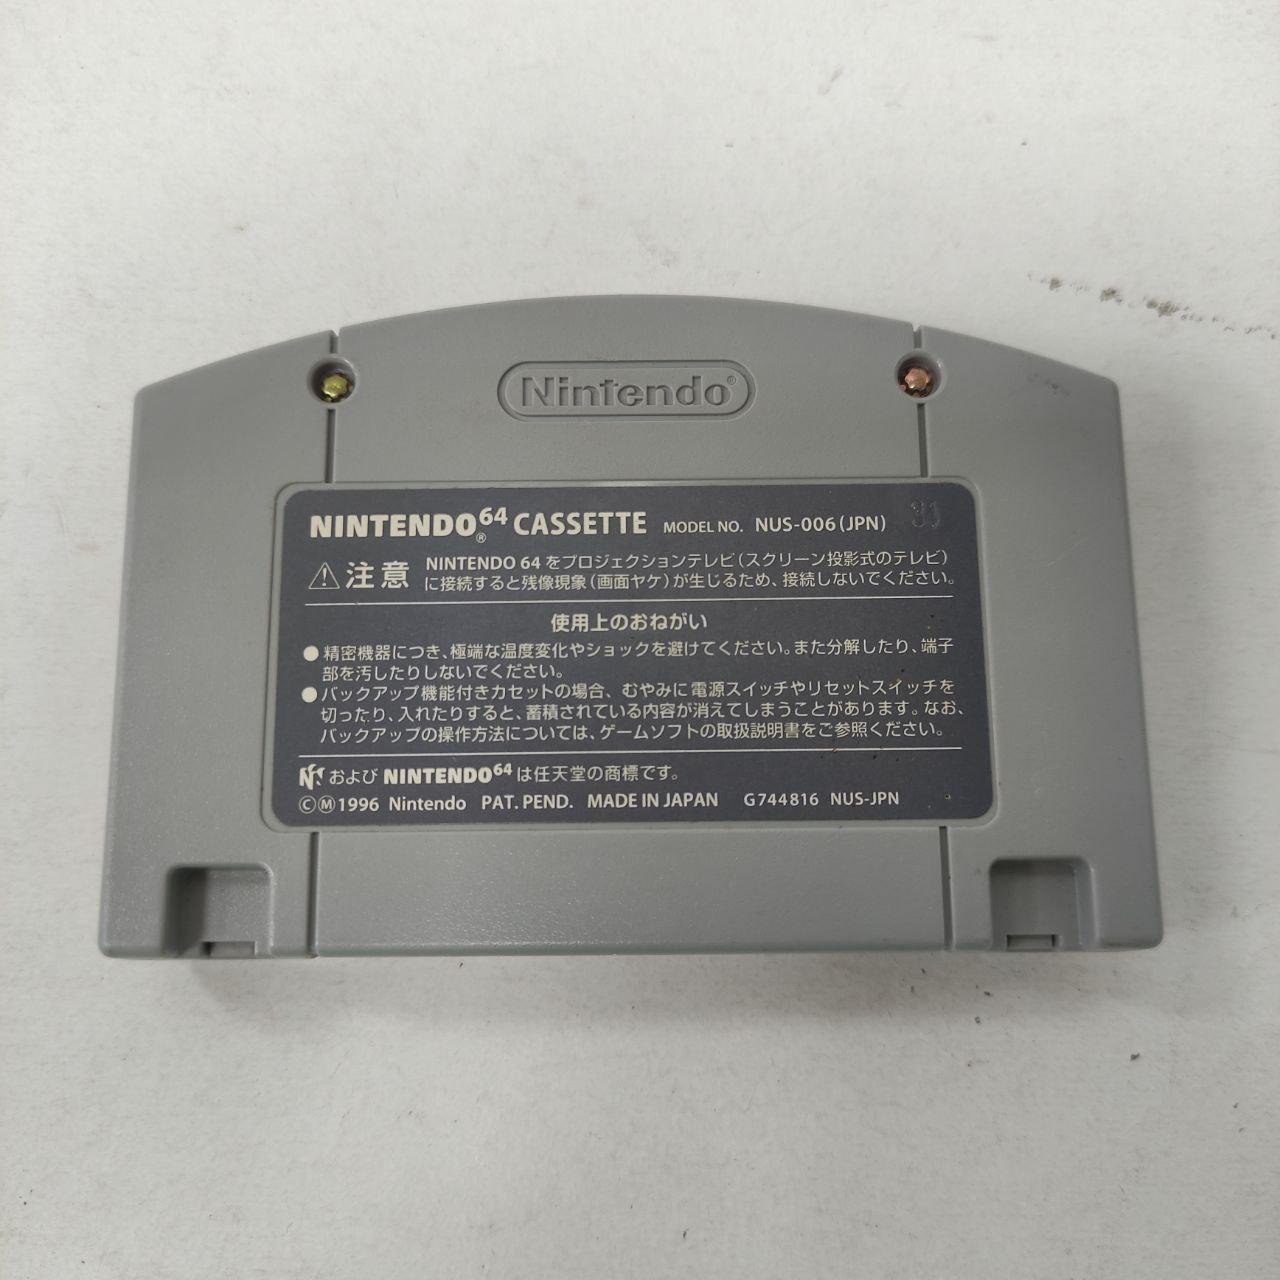 Nintendo®
NINTENDO64® CASSETTE MODEL NO. NUS-006(JPN) 31
⚠注意 NINTENDO 64 をプロジェクションテレビ(スクリーン投影式のテレビ)
に接続すると残像現象(画面ヤケ)が生じるため、接続しないでください。
使用上のおねがい
●精密機器につき、極端な温度変化やショックを避けてください。また分解したり、端子
部を汚したりしないでください。
●バックアップ機能付きカセットの場合、むやみに電源スイッチやリセットスイッチを
切ったり、入れたりすると、蓄積されている内容が消えてしまうことがあります。なお、
バックアップの操作方法については、ゲームソフトの取扱説明書をご参照ください。
および NINTENDO64 は任天堂の商標です。
ⒸⓂ1996 Nintendo PAT. PEND. MADE IN JAPAN G744816 NUS-JPN